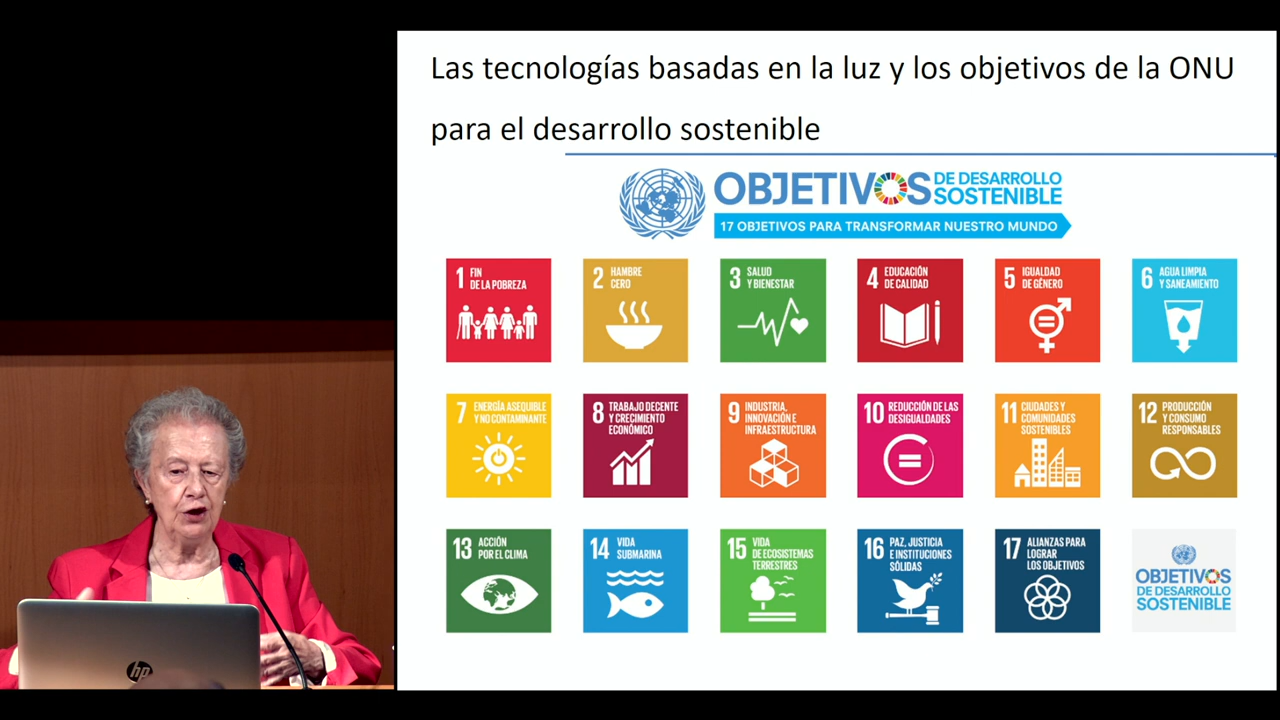 Las tecnologías basadas en la luz y los objetivos de la ONU
para el desarrollo sostenible
OBJETIVOS
DE DESARROLLO
SOSTENIBLE
17 OBJETIVOS PARA TRANSFORMAR NUESTRO MUNDO
1 FIN
DE LA POBREZA
2 HAMBRE
CERO
3 SALUD
Y BIENESTAR
4 EDUCACIÓN
DE CALIDAD
5 IGUALDAD
DE GÉNERO
6 AGUA LIMPIA
Y SANEAMIENTO
7 ENERGÍA ASEQUIBLE
Y NO CONTAMINANTE
8 TRABAJO DECENTE
Y CRECIMIENTO
ECONÓMICO
9 INDUSTRIA,
INNOVACIÓN E
INFRAESTRUCTURA
10 REDUCCIÓN DE LAS
DESIGUALDADES
11 CIUDADES Y
COMUNIDADES
SOSTENIBLES
12 PRODUCCIÓN
Y CONSUMO
RESPONSABLES
13 ACCIÓN
POR EL CLIMA
14 VIDA
SUBMARINA
15 VIDA
DE ECOSISTEMAS
TERRESTRES
16 PAZ, JUSTICIA
E INSTITUCIONES
SÓLIDAS
17 ALIANZAS PARA
LOGRAR
LOS OBJETIVOS
OBJETIVOS
DE DESARROLLO
SOSTENIBLE
hp